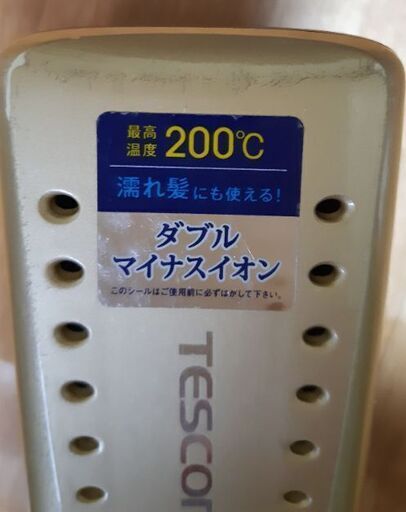 最高
温度 200℃
濡れ髪にも使える!
ダブル
マイナスイオン
このシールはご使用前に必ずはがして下さい。
TESCOM